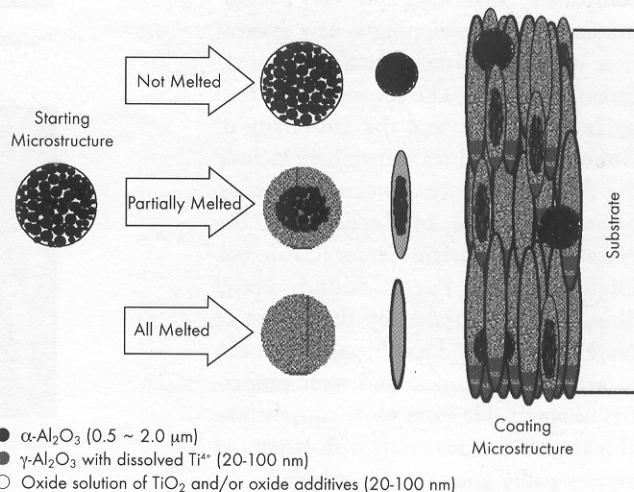 Not Melted
Starting
Microstructure
Partially Melted
All Melted
Substrate
Coating
Microstructure
α-Al₂O₃ (0.5 ~ 2.0 μm)
γ-Al₂O₃ with dissolved Ti⁴⁺ (20-100 nm)
Oxide solution of TiO₂ and/or oxide additives (20-100 nm)